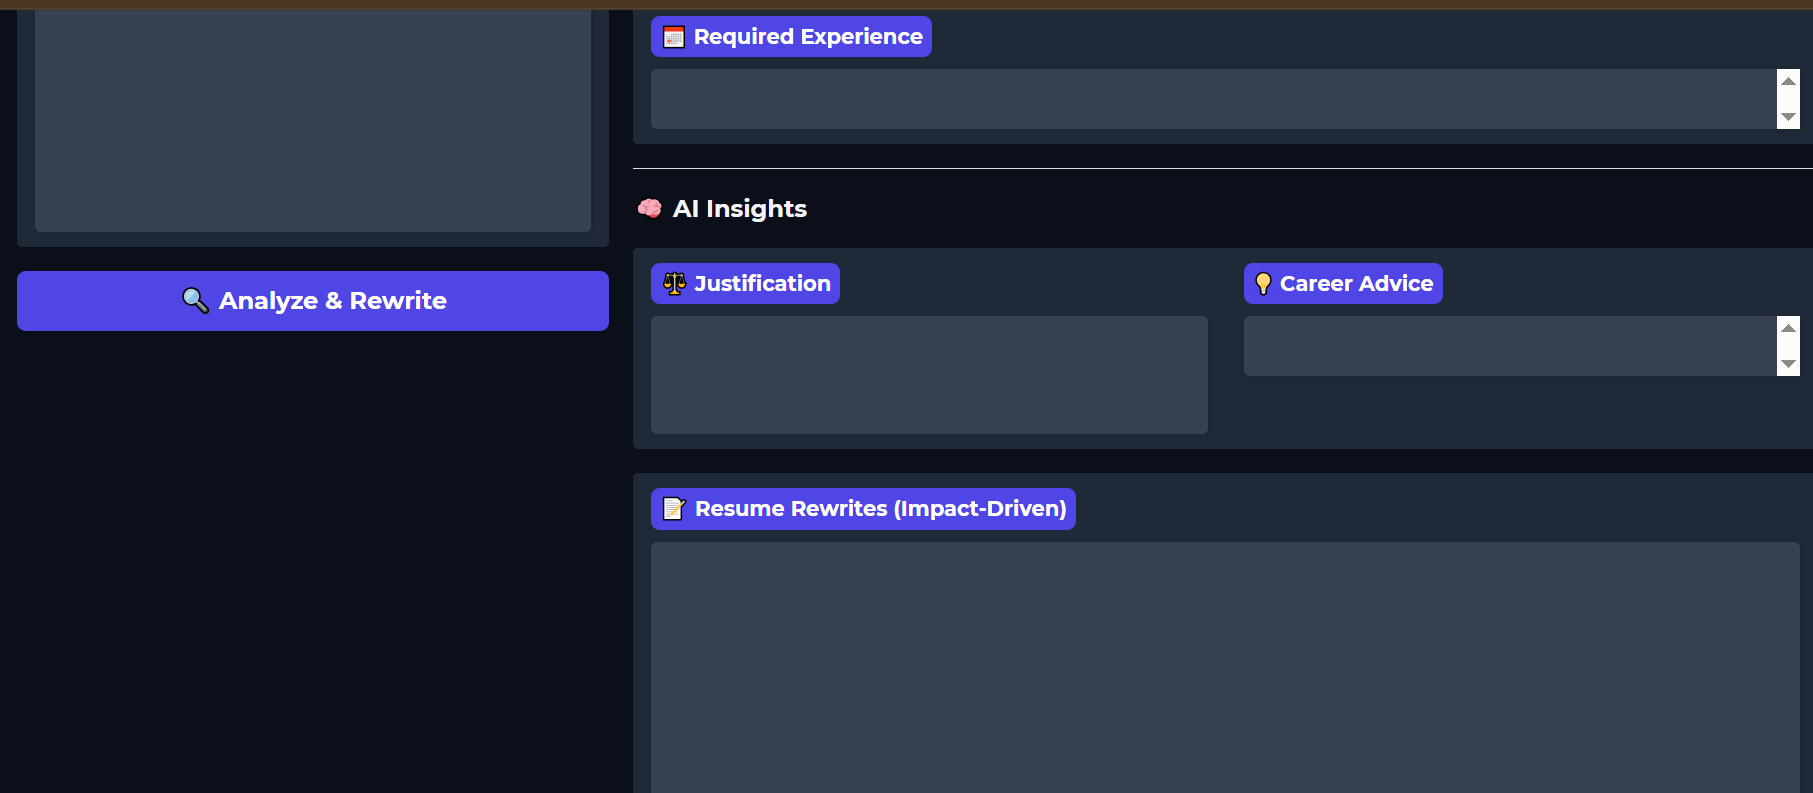 Required Experience
AI Insights
Analyze & Rewrite
Justification
Career Advice
Resume Rewrites (Impact-Driven)